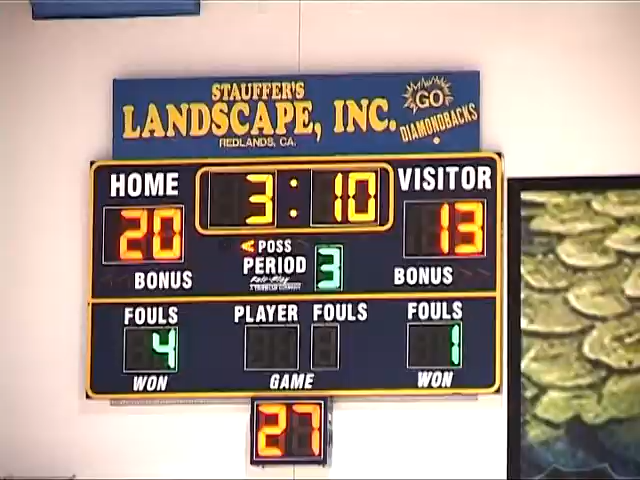 STAUFFER'S
LANDSCAPE, INC.
REDLANDS, CA.
GO
DIAMONDBACKS
HOME 3:10 VISITOR
20 13
POSS
PERIOD 3
BONUS BONUS
FOULS PLAYER FOULS FOULS
4 1
WON GAME WON
27